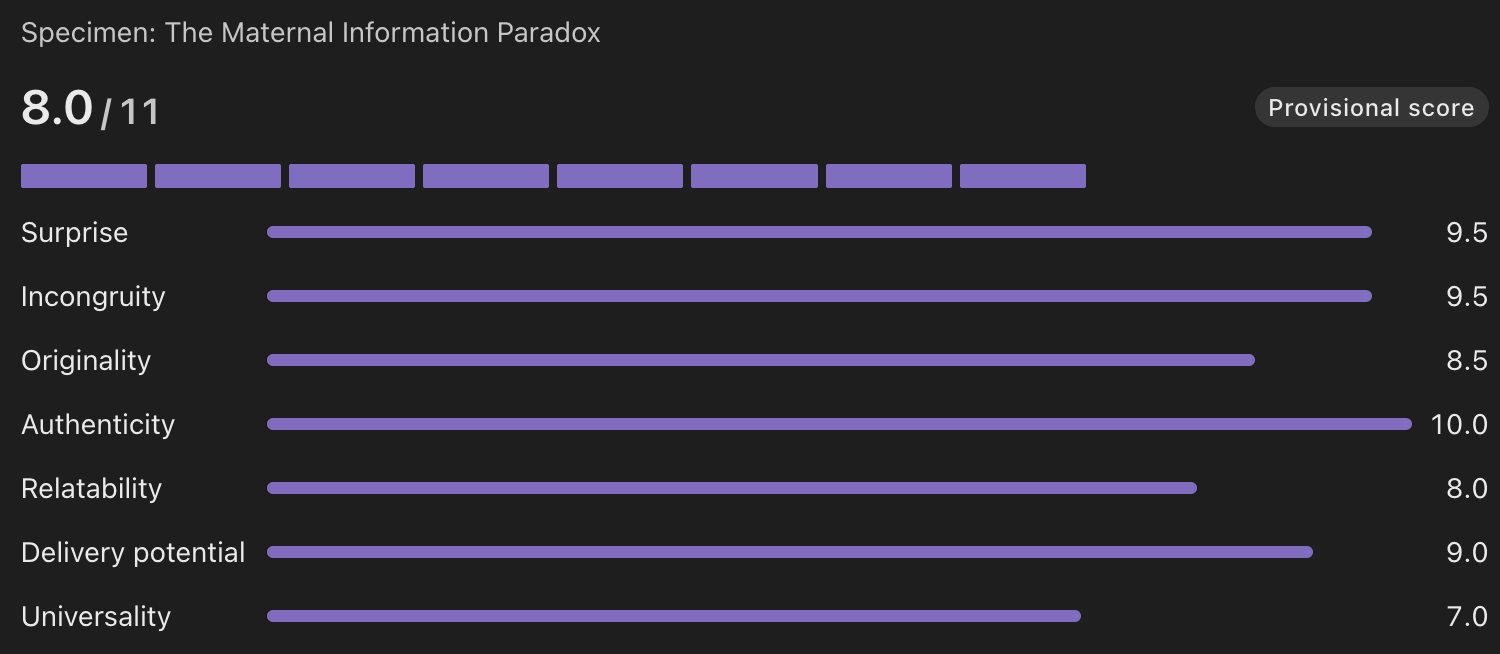 Specimen: The Maternal Information Paradox
8.0 / 11
Provisional score
Surprise 9.5
Incongruity 9.5
Originality 8.5
Authenticity 10.0
Relatability 8.0
Delivery potential 9.0
Universality 7.0